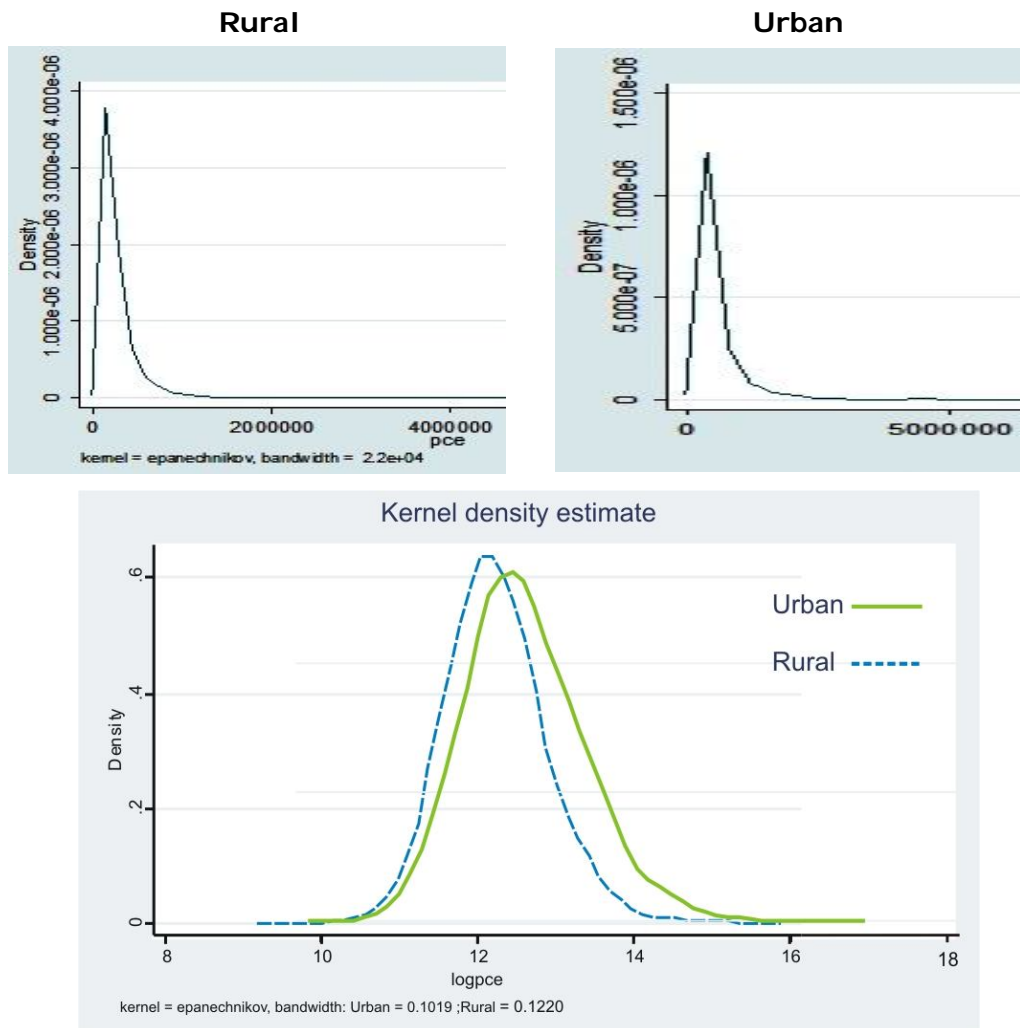 Rural
Urban
Density
4.000e-06
3.000e-06
2.000e-06
1.000e-06
0
0
2000000
4000000
pce
kernel = epanechnikov, bandwidth = 2.2e+04
Density
1.500e-06
1.000e-06
5.000e-07
0
0
5000000
Kernel density estimate
Density
.6
.4
.2
0
Urban
Rural
8
10
12
14
16
18
logpce
kernel = epanechnikov, bandwidth: Urban = 0.1019 ;Rural = 0.1220